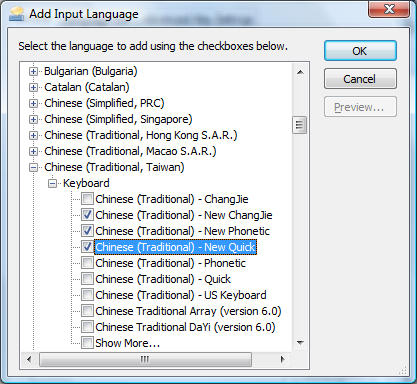 Add Input Language
Select the language to add using the checkboxes below.
OK
Cancel
Preview...
Bulgarian (Bulgaria)
Catalan (Catalan)
Chinese (Simplified, PRC)
Chinese (Simplified, Singapore)
Chinese (Traditional, Hong Kong S.A.R.)
Chinese (Traditional, Macao S.A.R.)
Chinese (Traditional, Taiwan)
Keyboard
Chinese (Traditional) - ChangJie
Chinese (Traditional) - New ChangJie
Chinese (Traditional) - New Phonetic
Chinese (Traditional) - New Quick
Chinese (Traditional) - Phonetic
Chinese (Traditional) - Quick
Chinese (Traditional) - US Keyboard
Chinese Traditional Array (version 6.0)
Chinese Traditional DaYi (version 6.0)
Show More...